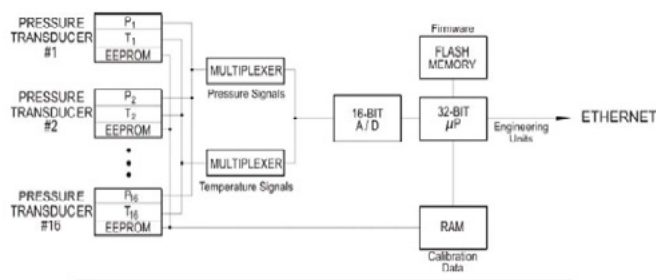 PRESSURE
TRANSDUCER
#1
P1
T1
EEPROM
PRESSURE
TRANSDUCER
#2
P2
T2
EEPROM
PRESSURE
TRANSDUCER
#16
P16
T16
EEPROM
MULTIPLEXER
Pressure Signals
MULTIPLEXER
Temperature Signals
16-BIT
A/D
Firmware
FLASH
MEMORY
32-BIT
μP
Engineering
Units
ETHERNET
RAM
Calibration
Data